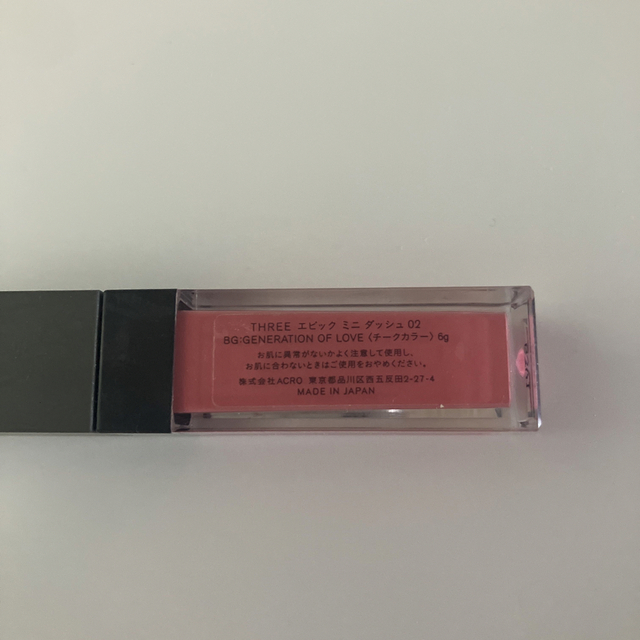 THREE エピック ミニ ダッシュ 02
BG:GENERATION OF LOVE〈チークカラー〉6g
お肌に異常がないかよく注意して使用し、
お肌に合わないときはご使用をおやめください。
株式会社ACRO 東京都品川区西五反田2-27-4
MADE IN JAPAN